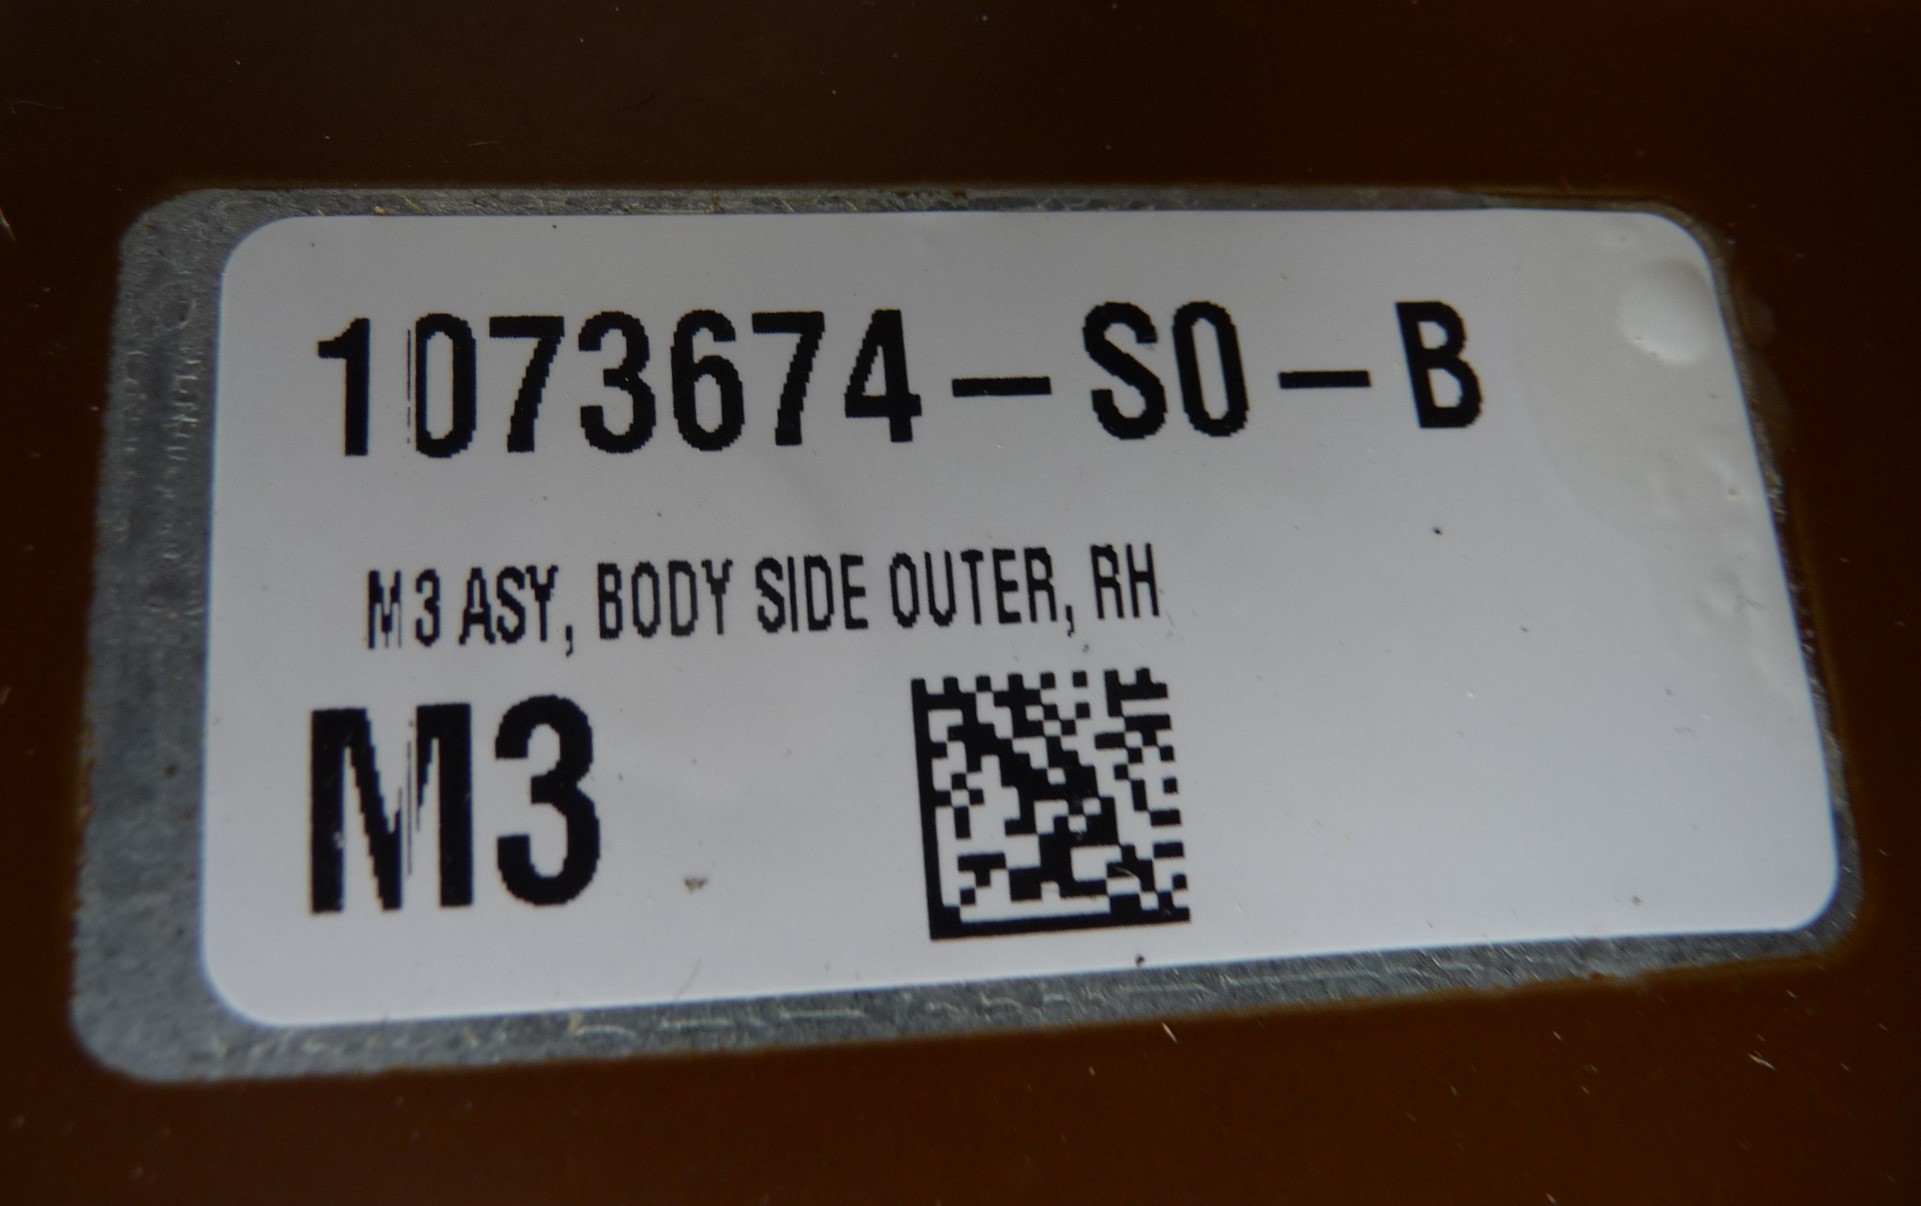 1073674-S0-B
M3 ASY, BODY SIDE OUTER, RH
M3